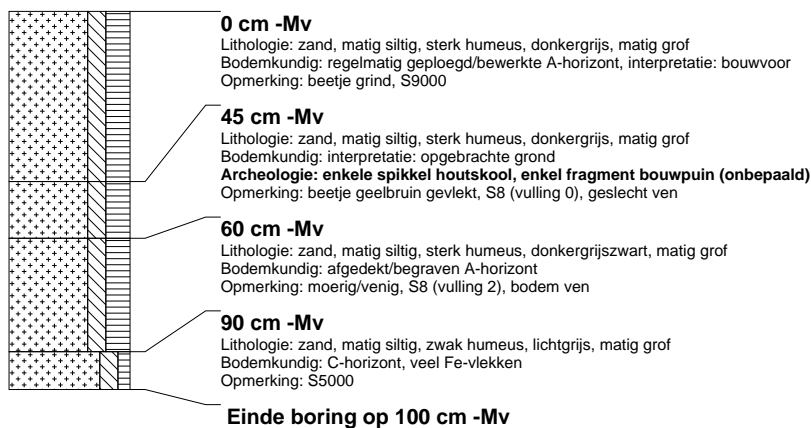 0 cm -Mv
Lithologie: zand, matig siltig, sterk humeus, donkergrijs, matig grof
Bodemkundig: regelmatig geploegd/bewerkte A-horizont, interpretatie: bouwvoor
Opmerking: beetje grind, S9000
45 cm -Mv
Lithologie: zand, matig siltig, sterk humeus, donkergrijs, matig grof
Bodemkundig: interpretatie: opgebrachte grond
Archeologie: enkele spikkel houtskool, enkel fragment bouwpuin (onbepaald)
Opmerking: beetje geelbruin gevlekt, S8 (vulling 0), geslecht ven
60 cm -Mv
Lithologie: zand, matig siltig, sterk humeus, donkergrijszwart, matig grof
Bodemkundig: afgedekt/begraven A-horizont
Opmerking: moerig/venig, S8 (vulling 2), bodem ven
90 cm -Mv
Lithologie: zand, matig siltig, zwak humeus, lichtgrijs, matig grof
Bodemkundig: C-horizont, veel Fe-vlekken
Opmerking: S5000
Einde boring op 100 cm -Mv